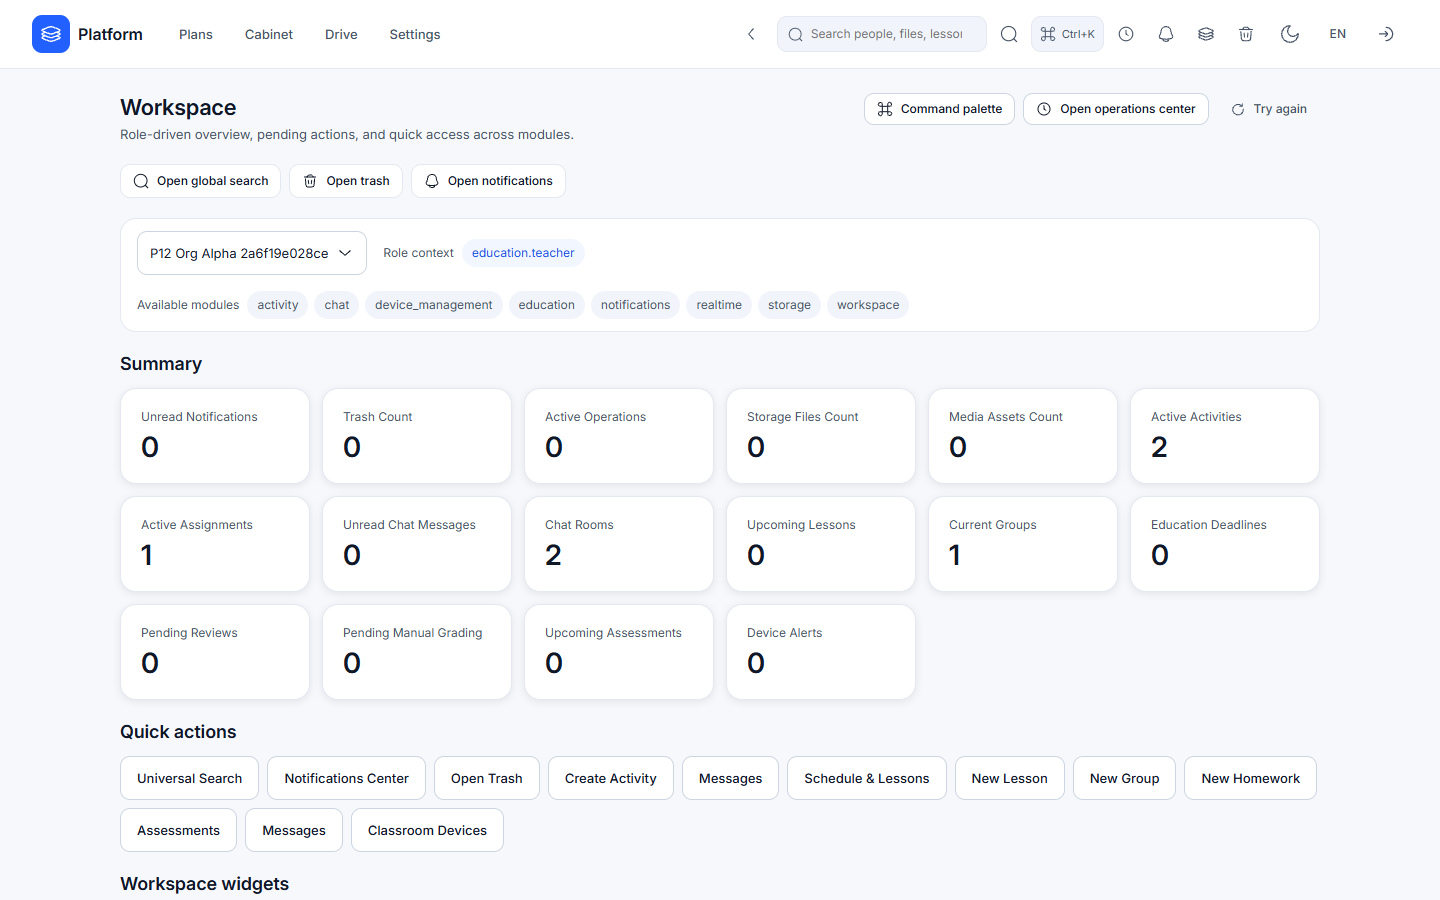 Platform
Plans
Cabinet
Drive
Settings
Search people, files, lesson
Ctrl+K
EN
Workspace
Role-driven overview, pending actions, and quick access across modules.
Command palette
Open operations center
Try again
Open global search
Open trash
Open notifications
P12 Org Alpha 2a6f19e028ce
Role context
education.teacher
Available modules
activity
chat
device_management
education
notifications
realtime
storage
workspace
Summary
Unread Notifications
0
Trash Count
0
Active Operations
0
Storage Files Count
0
Media Assets Count
0
Active Activities
2
Active Assignments
1
Unread Chat Messages
0
Chat Rooms
2
Upcoming Lessons
0
Current Groups
1
Education Deadlines
0
Pending Reviews
0
Pending Manual Grading
0
Upcoming Assessments
0
Device Alerts
0
Quick actions
Universal Search
Notifications Center
Open Trash
Create Activity
Messages
Schedule & Lessons
New Lesson
New Group
New Homework
Assessments
Messages
Classroom Devices
Workspace widgets